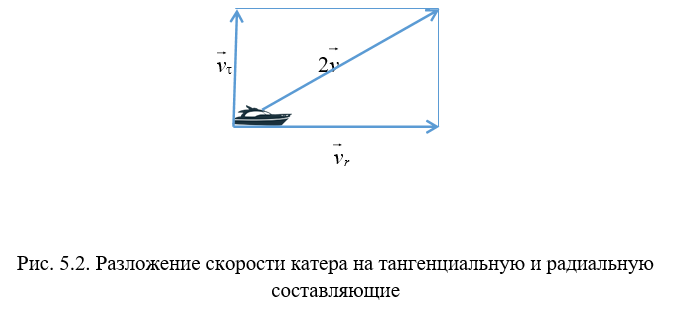 v⃗τ
2v⃗
v⃗r
Рис. 5.2. Разложение скорости катера на тангенциальную и радиальную
составляющие